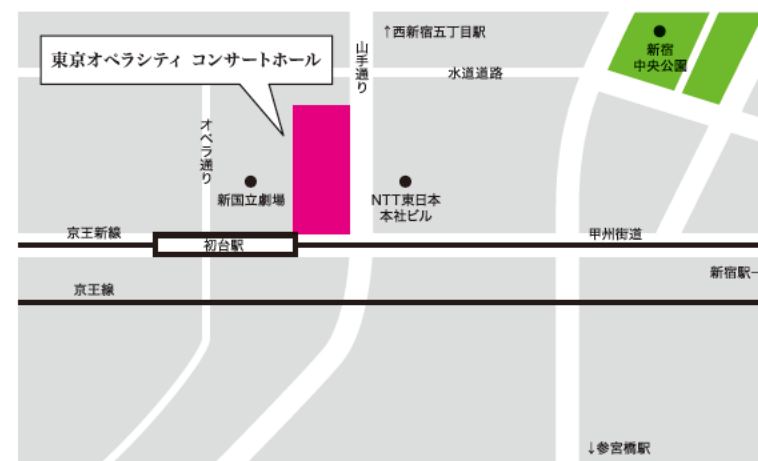 ↑西新宿五丁目駅
東京オペラシティ コンサートホール
山手通り
水道道路
新宿
中央公園
オペラ通り
新国立劇場
NTT東日本
本社ビル
京王新線
初台駅
甲州街道
新宿駅→
京王線
↓参宮橋駅